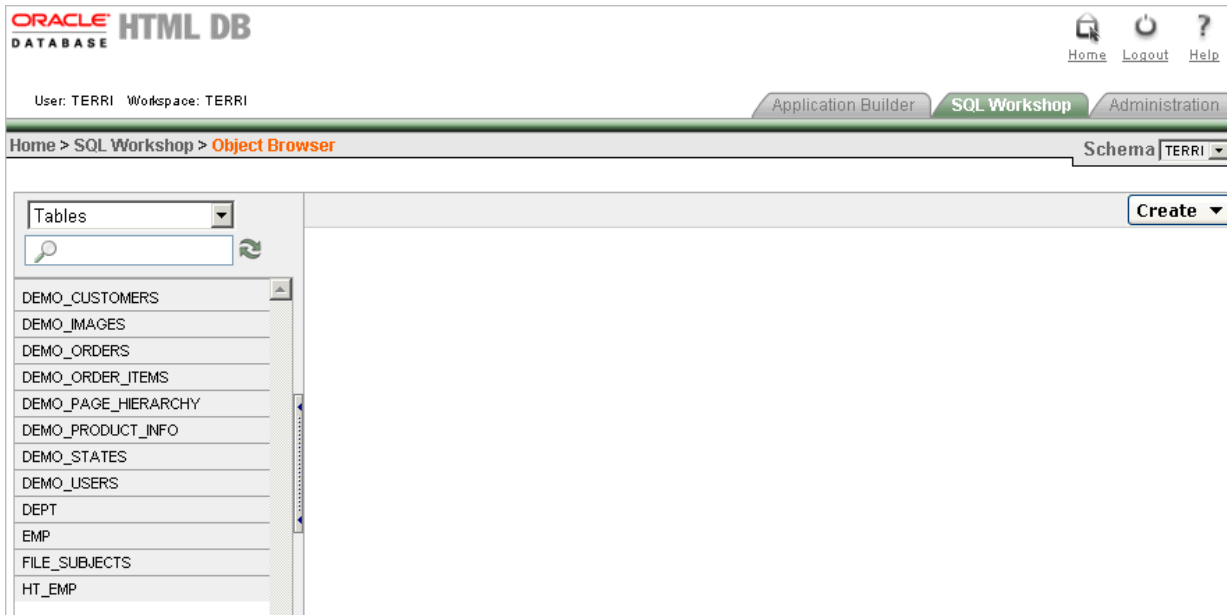 ORACLE HTML DB
DATABASE
Home Logout Help
User: TERRI Workspace: TERRI
Application Builder SQL Workshop Administration
Home > SQL Workshop > Object Browser
Schema TERRI
Tables
Create
DEMO_CUSTOMERS
DEMO_IMAGES
DEMO_ORDERS
DEMO_ORDER_ITEMS
DEMO_PAGE_HIERARCHY
DEMO_PRODUCT_INFO
DEMO_STATES
DEMO_USERS
DEPT
EMP
FILE_SUBJECTS
HT_EMP